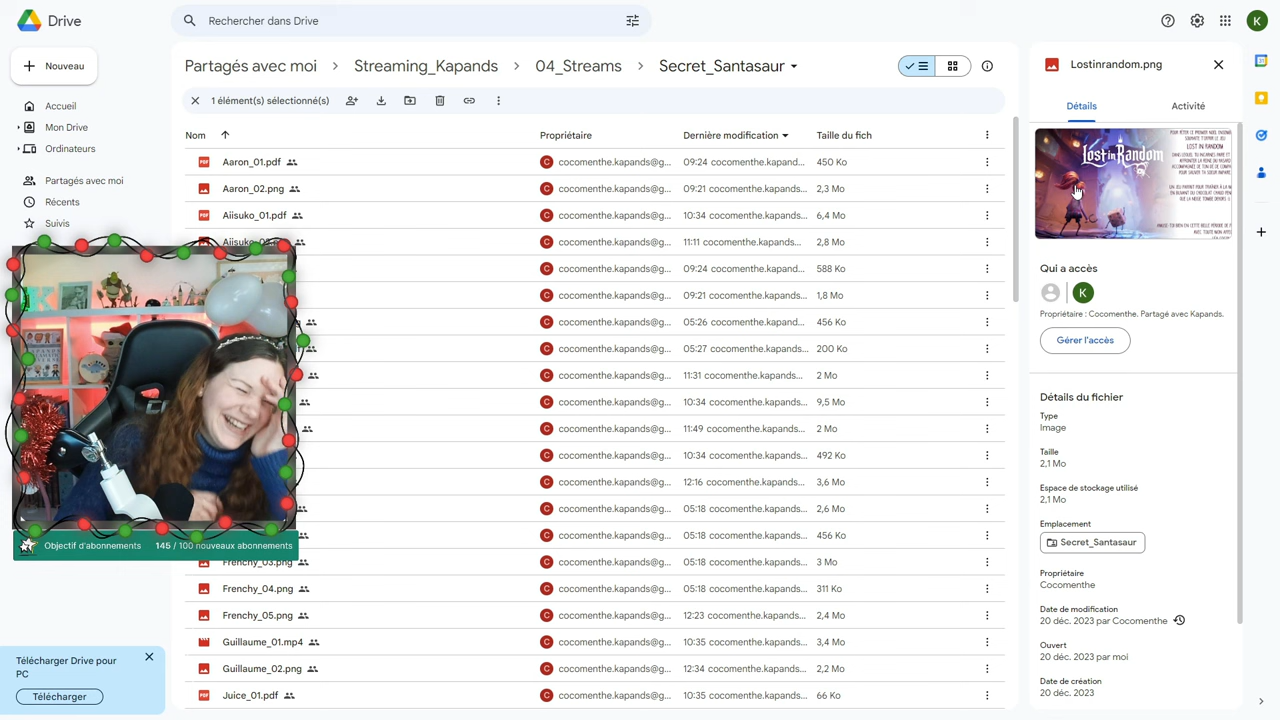 Drive
Rechercher dans Drive
K
Nouveau
Accueil
Mon Drive
Ordinateurs
Partagés avec moi
Récents
Suivis
Partagés avec moi > Streaming_Kapands > 04_Streams > Secret_Santasaur
1 élément(s) sélectionné(s)
Nom Propriétaire Dernière modification Taille du fich
Aaron_01.pdf C cocomenthe.kapands@g... 09:24 cocomenthe.kapand... 450 Ko
Aaron_02.png C cocomenthe.kapands@g... 09:21 cocomenthe.kapands... 2,3 Mo
Aiisuko_01.pdf C cocomenthe.kapands@g... 10:34 cocomenthe.kapands... 6,4 Mo
C cocomenthe.kapands@g... 11:11 cocomenthe.kapands... 2,8 Mo
C cocomenthe.kapands@g... 09:24 cocomenthe.kapand... 588 Ko
C cocomenthe.kapands@g... 09:21 cocomenthe.kapands... 1,8 Mo
C cocomenthe.kapands@g... 05:26 cocomenthe.kapand... 456 Ko
C cocomenthe.kapands@g... 05:27 cocomenthe.kapand... 200 Ko
C cocomenthe.kapands@g... 11:31 cocomenthe.kapands... 2 Mo
C cocomenthe.kapands@g... 10:34 cocomenthe.kapands... 9,5 Mo
C cocomenthe.kapands@g... 11:49 cocomenthe.kapands... 2 Mo
C cocomenthe.kapands@g... 10:34 cocomenthe.kapands... 492 Ko
C cocomenthe.kapands@g... 12:16 cocomenthe.kapands... 3,6 Mo
C cocomenthe.kapands@g... 05:18 cocomenthe.kapands... 2,6 Mo
C cocomenthe.kapands@g... 05:18 cocomenthe.kapands... 456 Ko
Frenchy_03.png C cocomenthe.kapands@g... 05:18 cocomenthe.kapands... 3 Mo
Frenchy_04.png C cocomenthe.kapands@g... 05:18 cocomenthe.kapands... 311 Ko
Frenchy_05.png C cocomenthe.kapands@g... 12:23 cocomenthe.kapands... 2,4 Mo
Guillaume_01.mp4 C cocomenthe.kapands@g... 10:35 cocomenthe.kapands... 3,4 Mo
Guillaume_02.png C cocomenthe.kapands@g... 12:34 cocomenthe.kapands... 2,2 Mo
Juice_01.pdf C cocomenthe.kapands@g... 10:35 cocomenthe.kapands... 66 Ko
Objectif d'abonnements 145 / 100 nouveaux abonnements
Télécharger Drive pour
PC
Télécharger
Lostinrandom.png
Détails Activité
Lost in Random
LOST IN RANDOM
Qui a accès
K
Propriétaire : Cocomenthe. Partagé avec Kapands.
Gérer l'accès
Détails du fichier
Type
Image
Taille
2,1 Mo
Espace de stockage utilisé
2,1 Mo
Emplacement
Secret_Santasaur
Propriétaire
Cocomenthe
Date de modification
20 déc. 2023 par Cocomenthe
Ouvert
20 déc. 2023 par moi
Date de création
20 déc. 2023